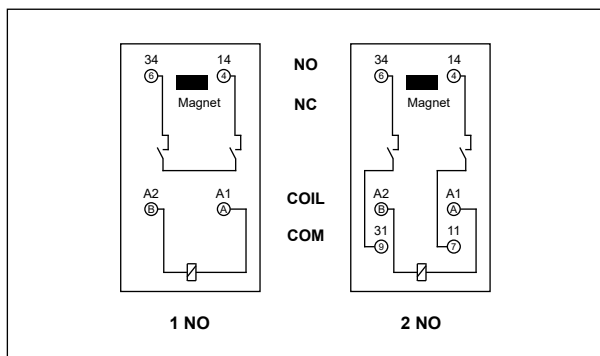 34 14
6 4
Magnet
A2 A1
B A
1 NO
NO
NC
COIL
COM
34 14
6 4
Magnet
A2 A1
B A
31 11
9 7
2 NO